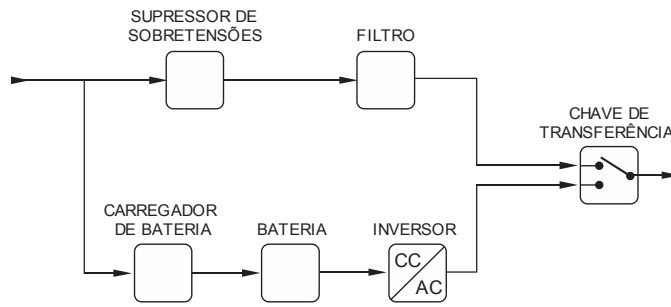 SUPRESSOR DE
SOBRETENSÕES
FILTRO
CHAVE DE
TRANSFERÊNCIA
CARREGADOR
DE BATERIA
BATERIA
INVERSOR
CC
AC